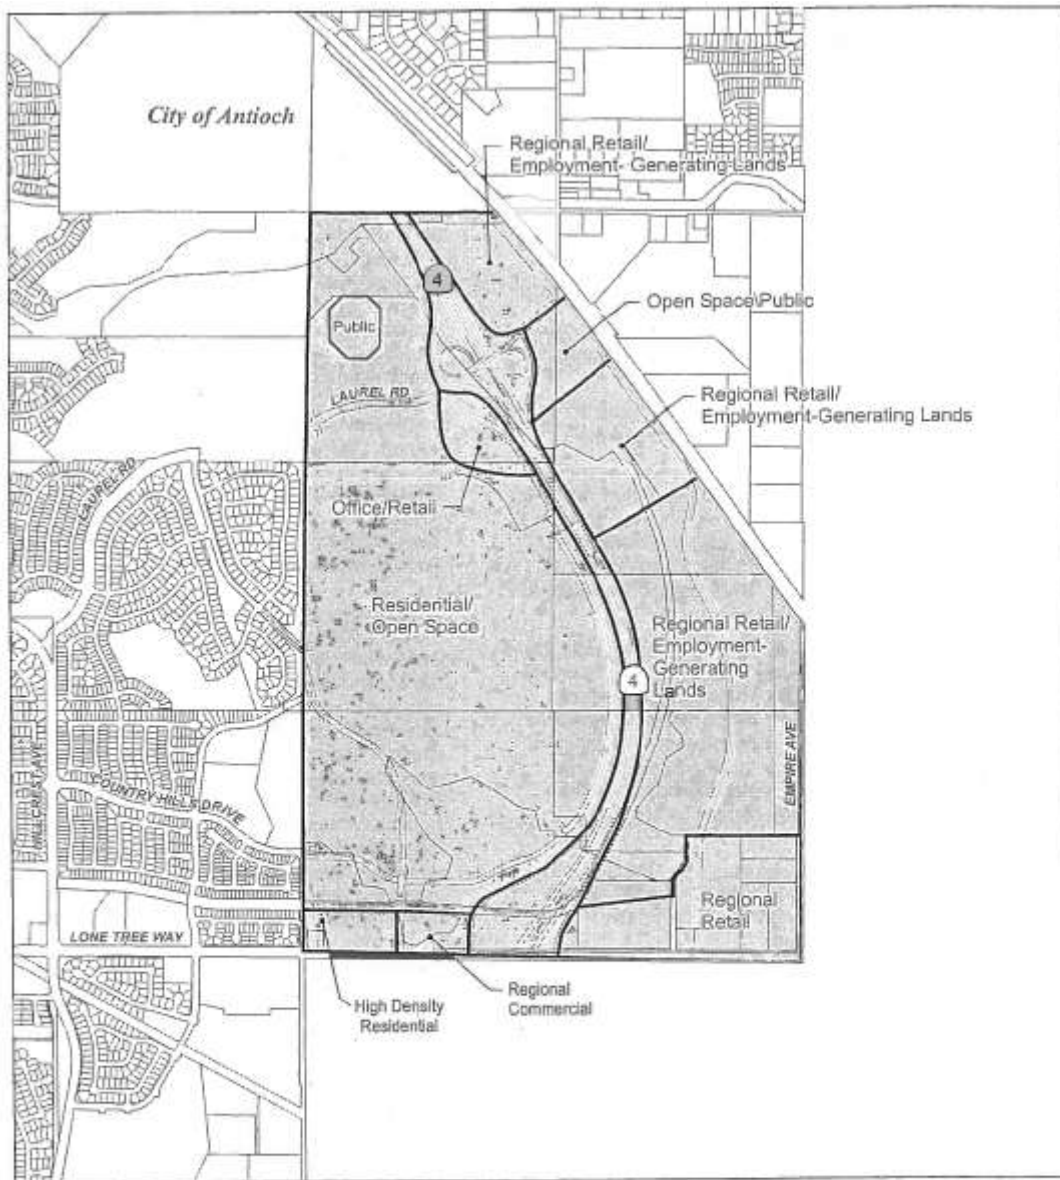 City of Antioch
Regional Retail/
Employment- Generating Lands
4
Open Space\Public
Public
LAUREL RD
Regional Retail/
Employment-Generating Lands
LAUREL RD
Office/Retail
Residential/
Open Space
Regional Retail/
Employment-
Generating
Lands
4
HILLCREST AVE
COUNTRY HILLS DRIVE
EMPIRE AVE
Regional
Retail
LONE TREE WAY
High Density
Residential
Regional
Commercial